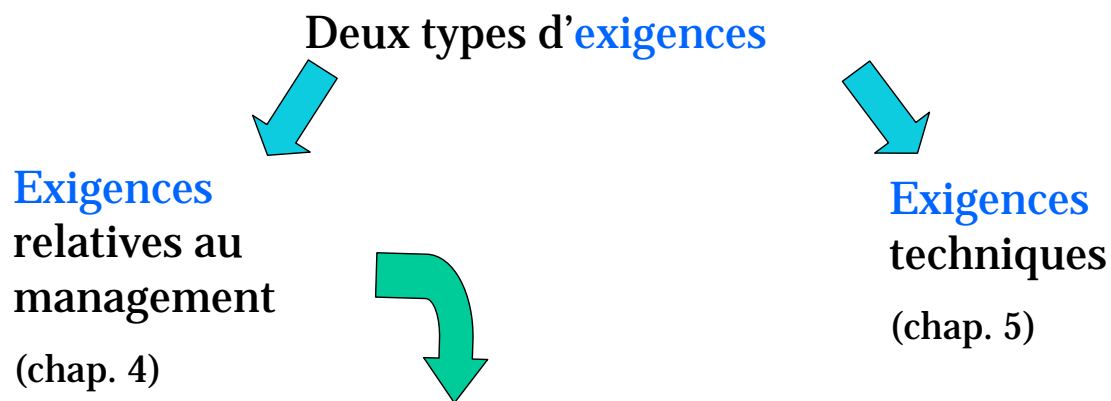 Deux types d'exigences
Exigences
relatives au
management
(chap. 4)
Exigences
techniques
(chap. 5)